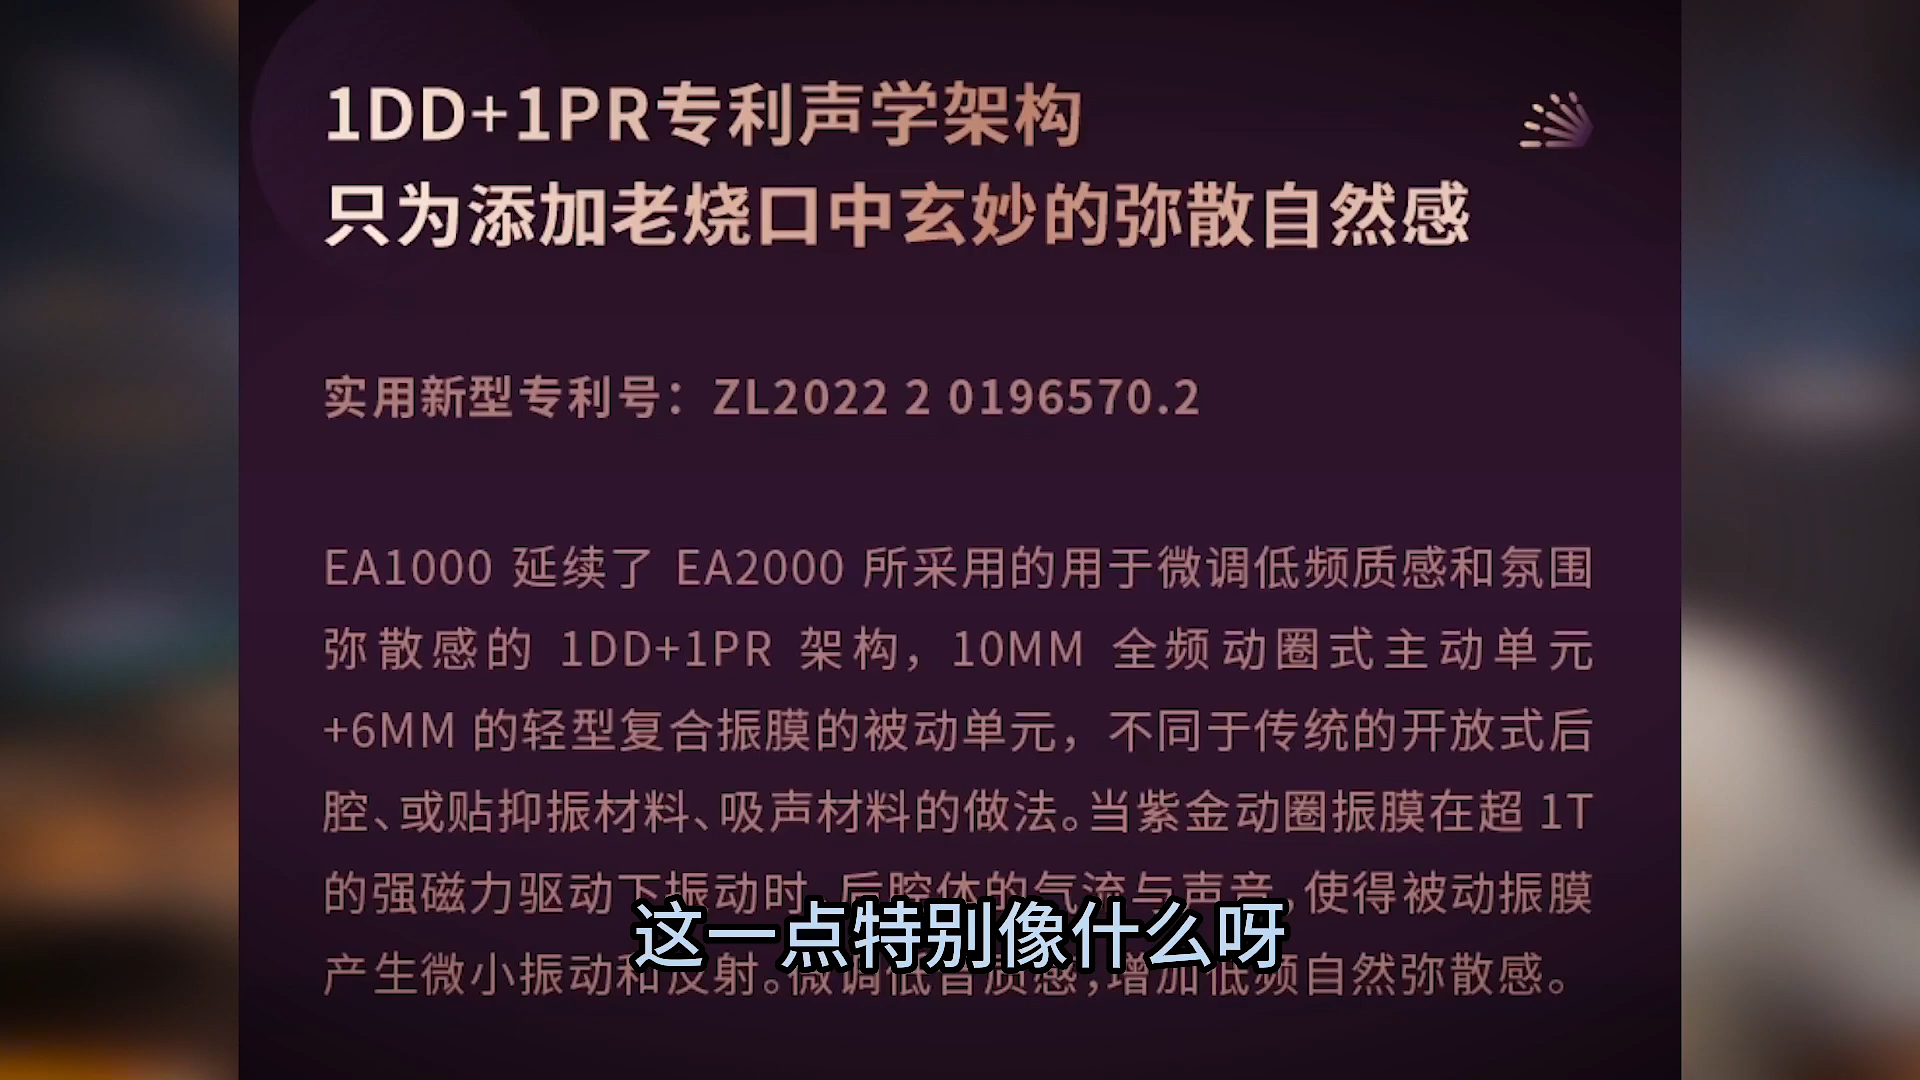 1DD+1PR专利声学架构
只为添加老烧口中玄妙的弥散自然感
实用新型专利号：ZL2022 2 0196570.2
EA1000 延续了 EA2000 所采用的用于微调低频质感和氛围
弥散感的 1DD+1PR 架构，10MM 全频动圈式主动单元
+6MM 的轻型复合振膜的被动单元，不同于传统的开放式后
腔、或贴抑振材料、吸声材料的做法。当紫金动圈振膜在超 1T
的强磁力驱动下振动时，后腔体的气流与声音，使得被动振膜
产生微小振动和反射。微调低音质感，增加低频自然弥散感。
这一点特别像什么呀